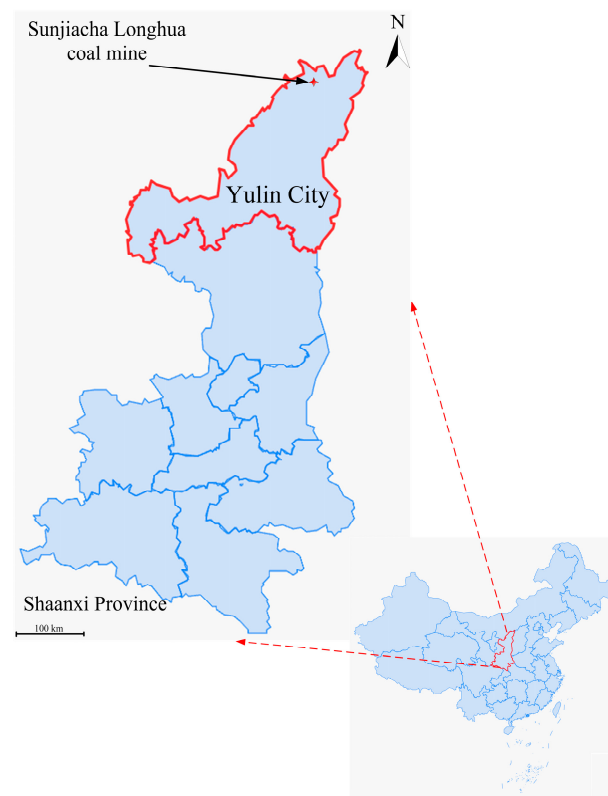 Sunjiacha Longhua
coal mine
N
Yulin City
Shaanxi Province
100 km